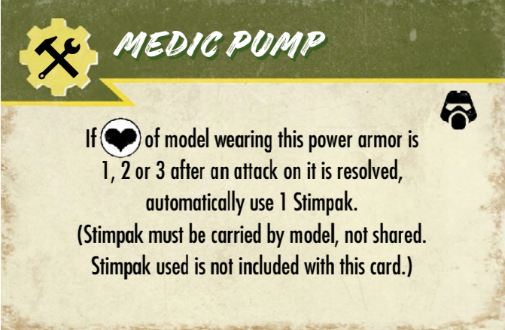 MEDIC PUMP
If of model wearing this power armor is
1, 2 or 3 after an attack on it is resolved,
automatically use 1 Stimpak.
(Stimpak must be carried by model, not shared.
Stimpak used is not included with this card.)